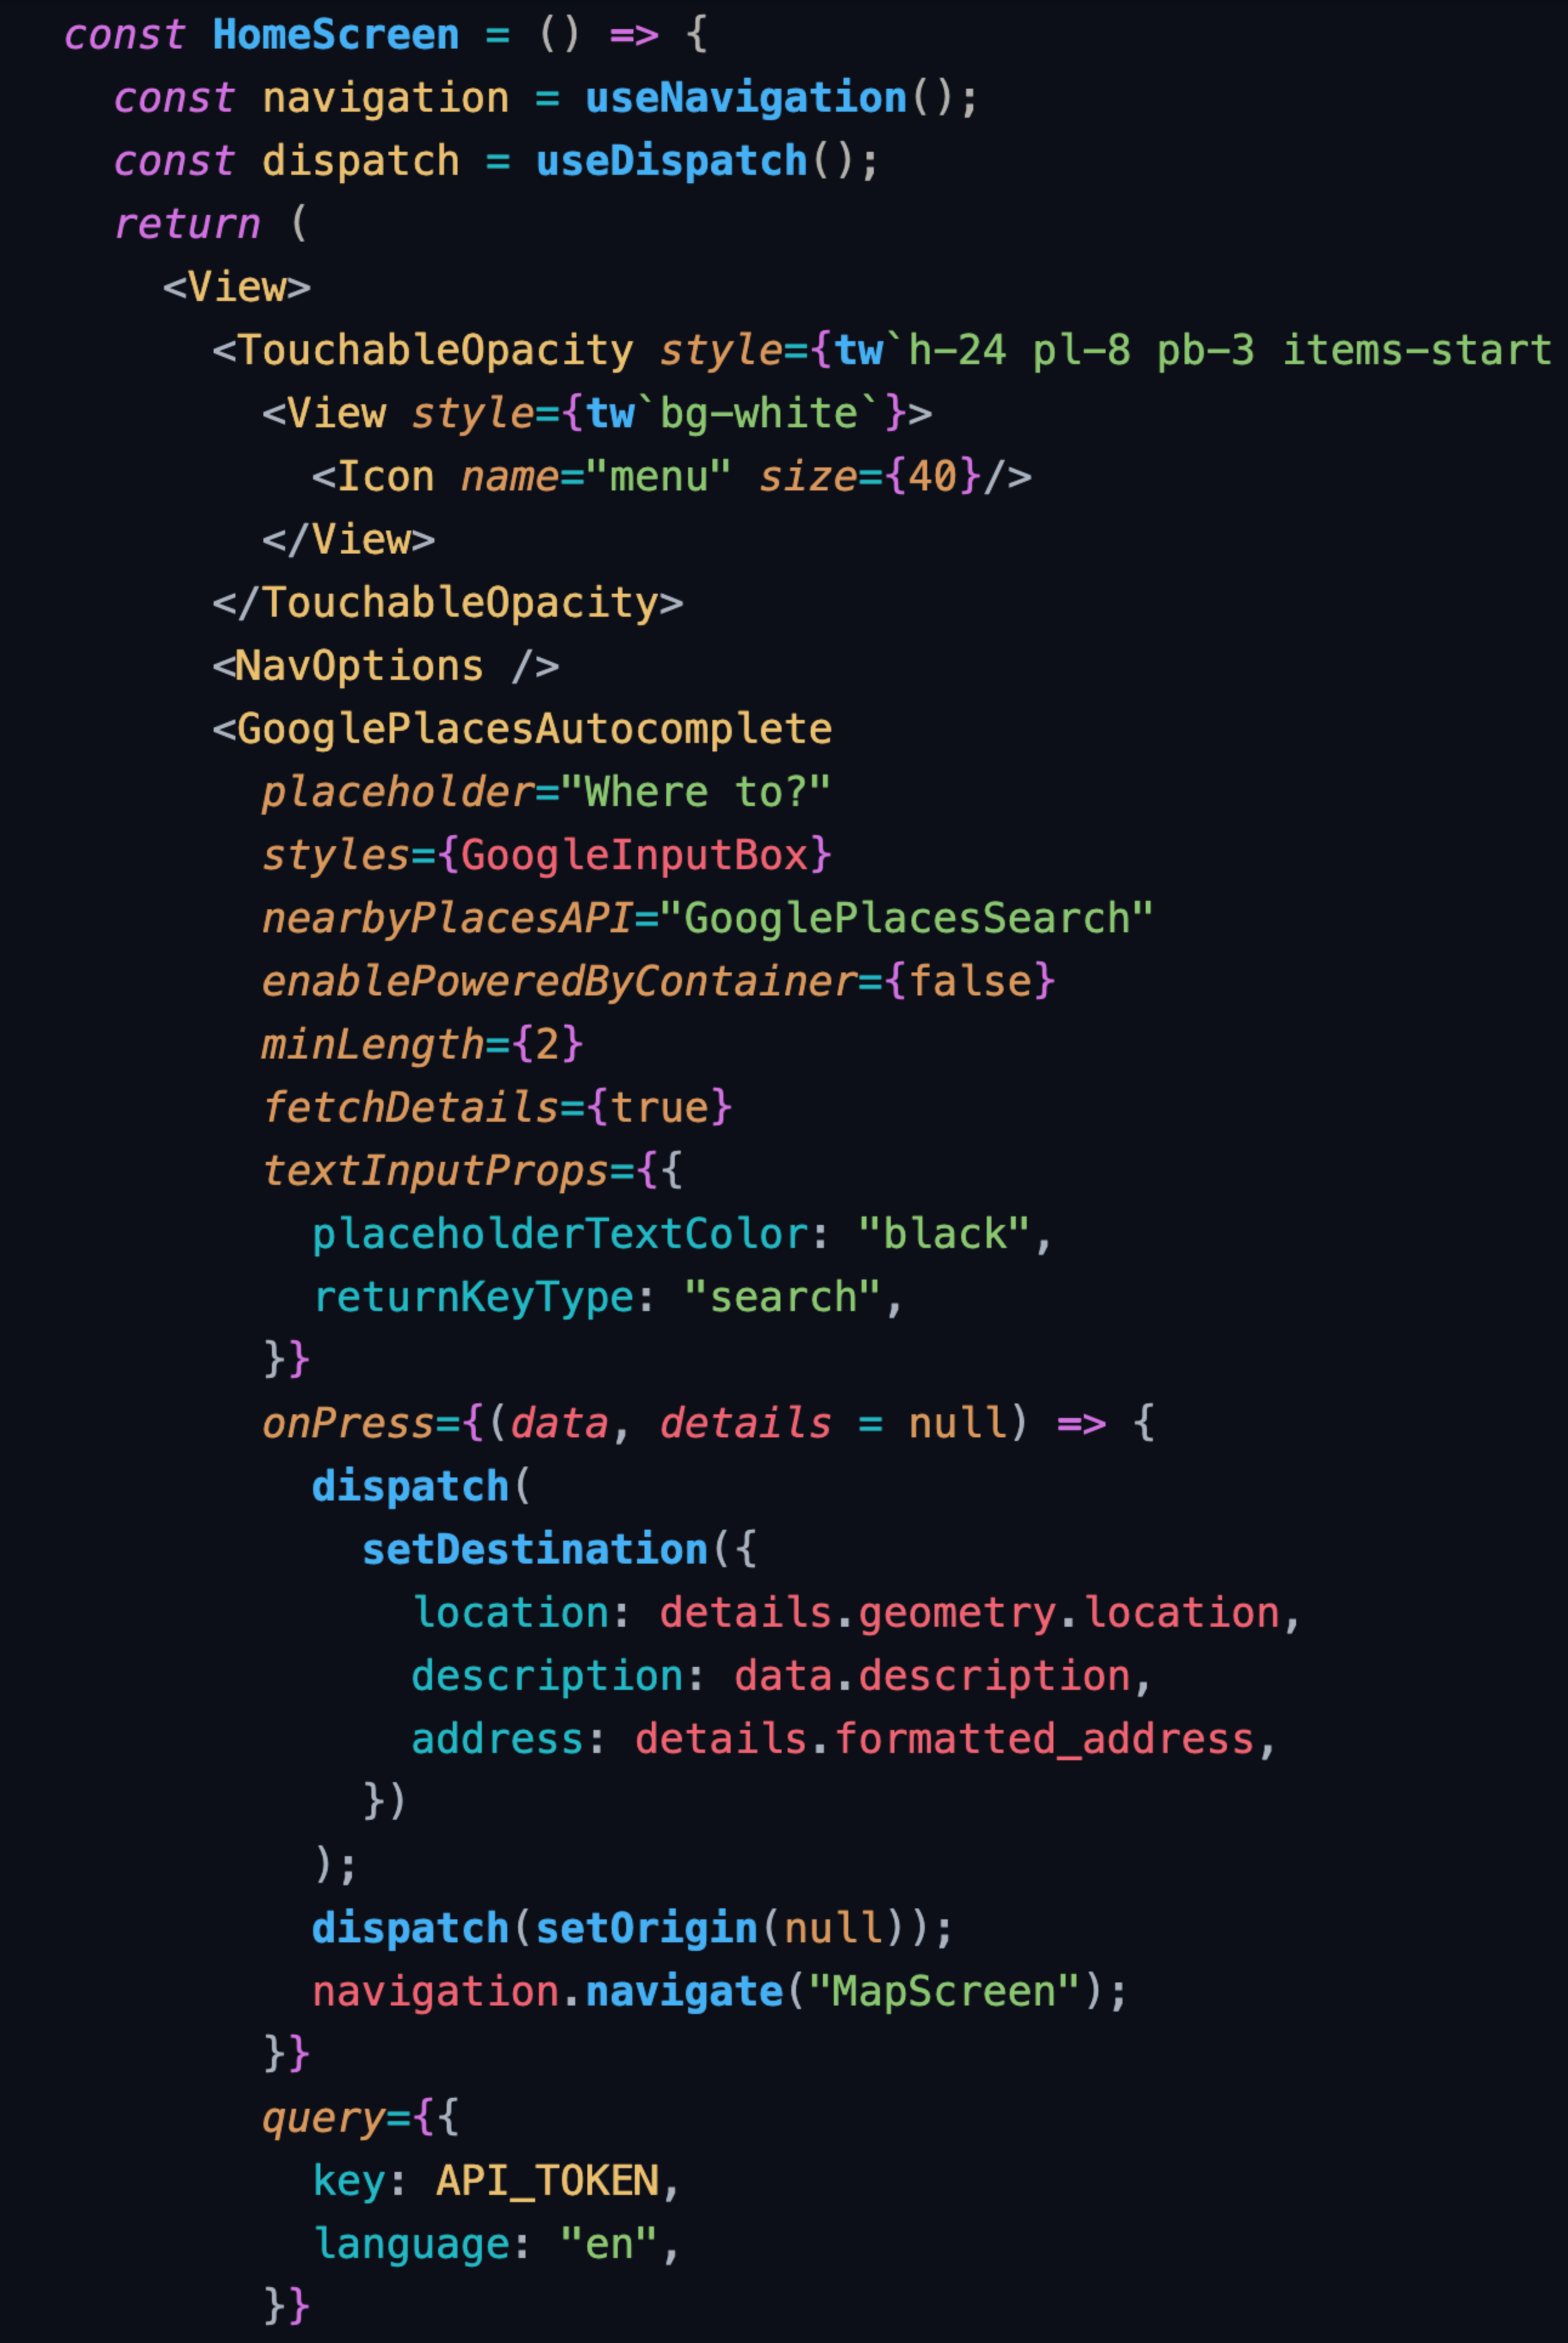 const HomeScreen = () => {
const navigation = useNavigation();
const dispatch = useDispatch();
return (
<View>
<TouchableOpacity style={tw`h-24 pl-8 pb-3 items-start
<View style={tw`bg-white`}>
<Icon name="menu" size={40}/>
</View>
</TouchableOpacity>
<NavOptions />
<GooglePlacesAutocomplete
placeholder="Where to?"
styles={GoogleInputBox}
nearbyPlacesAPI="GooglePlacesSearch"
enablePoweredByContainer={false}
minLength={2}
fetchDetails={true}
textInputProps={{
placeholderTextColor: "black",
returnKeyType: "search",
}}
onPress={(data, details = null) => {
dispatch(
setDestination({
location: details.geometry.location,
description: data.description,
address: details.formatted_address,
})
);
dispatch(setOrigin(null));
navigation.navigate("MapScreen");
}}
query={{
key: API_TOKEN,
language: "en",
}}